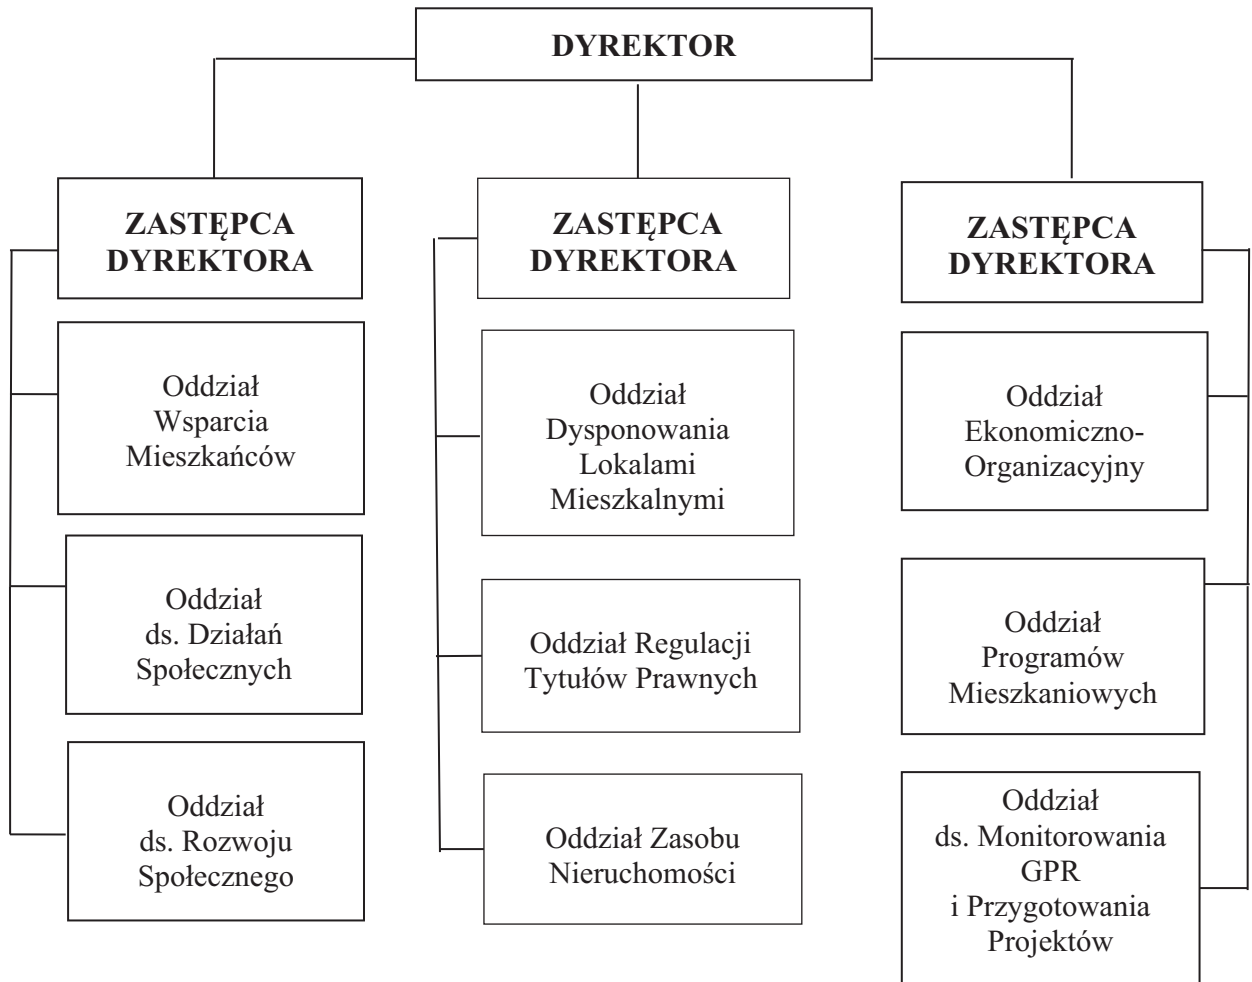 DYREKTOR
ZASTĘPCA
DYREKTORA
Oddział
Wsparcia
Mieszkańców
Oddział
ds. Działań
Społecznych
Oddział
ds. Rozwoju
Społecznego
ZASTĘPCA
DYREKTORA
Oddział
Dysponowania
Lokalami
Mieszkalnymi
Oddział Regulacji
Tytułów Prawnych
Oddział Zasobu
Nieruchomości
ZASTĘPCA
DYREKTORA
Oddział
Ekonomiczno-
Organizacyjny
Oddział
Programów
Mieszkaniowych
Oddział
ds. Monitorowania
GPR
i Przygotowania
Projektów